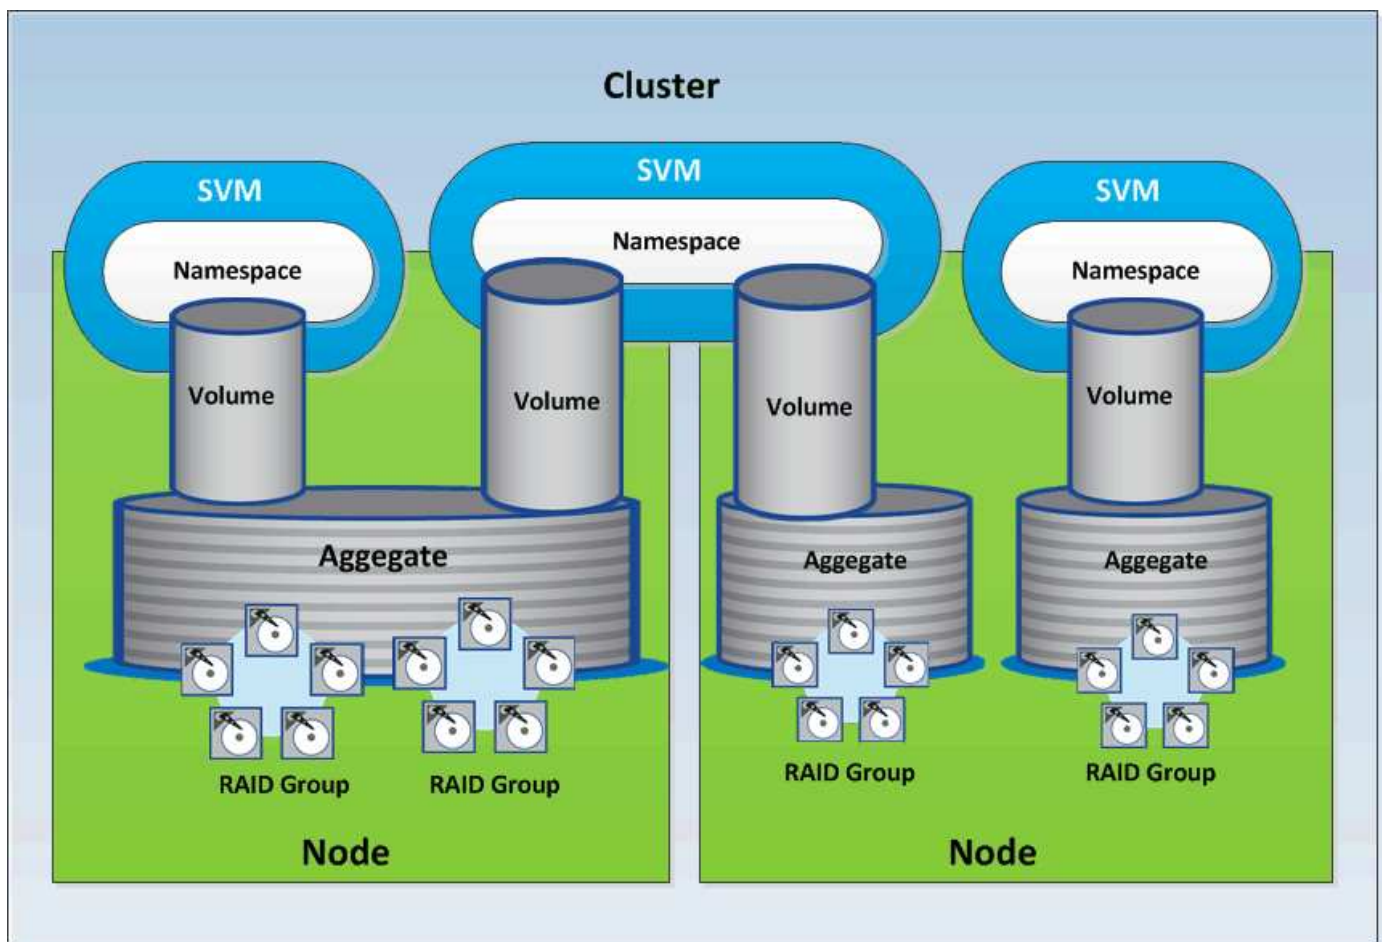 Cluster
SVM
SVM
SVM
Namespace
Namespace
Namespace
Volume
Volume
Volume
Volume
Aggegate
Aggegate
Aggegate
RAID Group
RAID Group
RAID Group
RAID Group
Node
Node